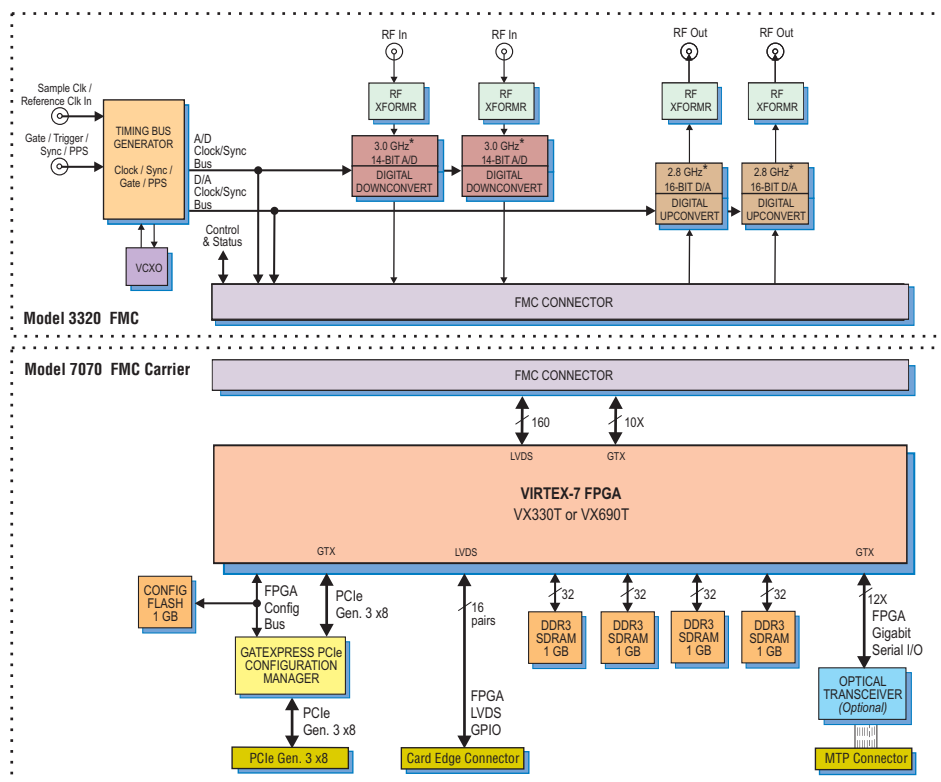 RF In
RF In
RF Out
RF Out
Sample Clk /
Reference Clk In
Gate / Trigger /
Sync / PPS
TIMING BUS
GENERATOR
Clock / Sync /
Gate / PPS
VCXO
A/D
Clock/Sync
Bus
D/A
Clock/Sync
Bus
Control
& Status
RF
XFORMR
RF
XFORMR
RF
XFORMR
RF
XFORMR
3.0 GHz*
14-BIT A/D
DIGITAL
DOWNCONVERT
3.0 GHz*
14-BIT A/D
DIGITAL
DOWNCONVERT
2.8 GHz*
16-BIT D/A
DIGITAL
UPCONVERT
2.8 GHz*
16-BIT D/A
DIGITAL
UPCONVERT
FMC CONNECTOR
Model 3320 FMC
Model 7070 FMC Carrier
FMC CONNECTOR
160
10X
LVDS
GTX
VIRTEX-7 FPGA
VX330T or VX690T
GTX
LVDS
GTX
CONFIG
FLASH
1 GB
FPGA
Config
Bus
PCIe
Gen. 3 x8
GATEXPRESS PCIe
CONFIGURATION
MANAGER
PCIe
Gen. 3 x8
PCIe Gen. 3 x8
16
pairs
FPGA
LVDS
GPIO
Card Edge Connector
32
32
32
32
DDR3
SDRAM
1 GB
DDR3
SDRAM
1 GB
DDR3
SDRAM
1 GB
DDR3
SDRAM
1 GB
12X
FPGA
Gigabit
Serial I/O
OPTICAL
TRANSCEIVER
(Optional)
MTP Connector